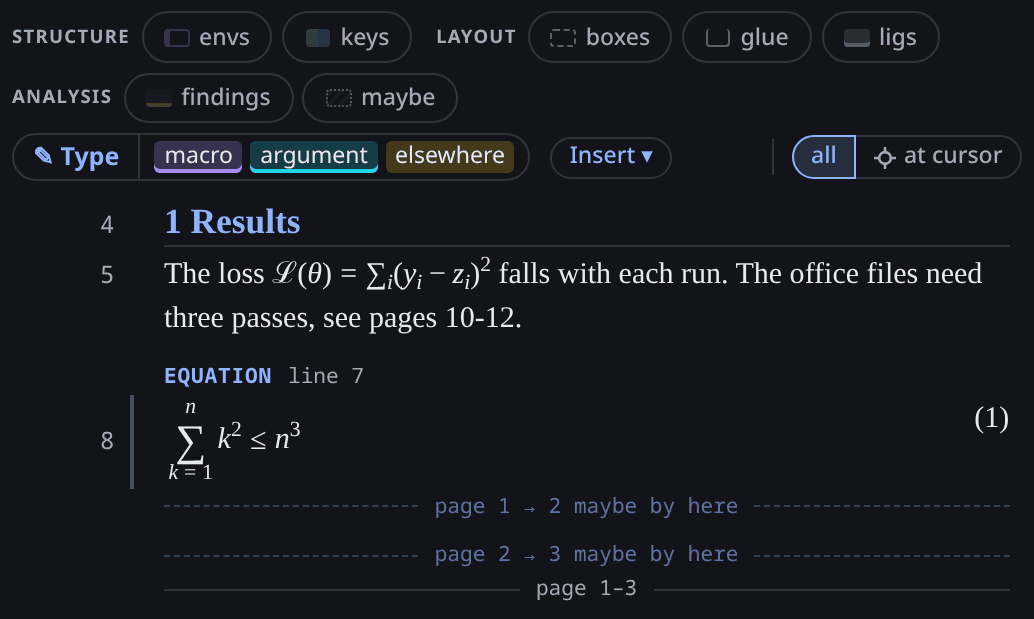 STRUCTURE envs keys LAYOUT boxes glue ligs
ANALYSIS findings maybe
✎ Type macro argument elsewhere Insert ▾ all at cursor
4 1 Results
5 The loss ℒ(θ) = ∑ᵢ(yᵢ − zᵢ)² falls with each run. The office files need
three passes, see pages 10-12.
EQUATION line 7
n
8 ∑ k² ≤ n³ (1)
k = 1
page 1 → 2 maybe by here
page 2 → 3 maybe by here
page 1–3